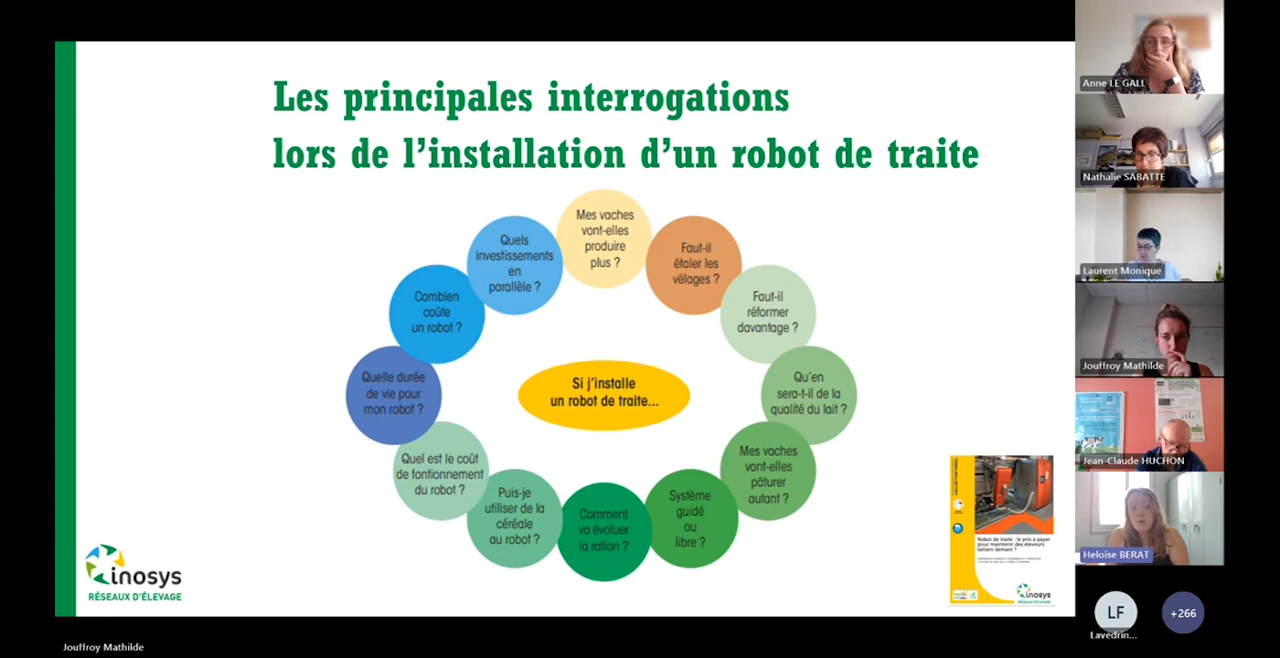 Les principales interrogations
lors de l'installation d'un robot de traite
Mes vaches
vont-elles
produire
plus ?
Faut-il
étaler les
vêlages ?
Faut-il
réformer
davantage ?
Qu'en
sera-t-il de la
qualité du lait ?
Mes vaches
vont-elles
pâturer
autant ?
Système
guidé
ou
libre ?
Comment
va évoluer
la ration ?
Puis-je
utiliser de la
céréale
au robot ?
Quel est le coût
de fontionnement
du robot ?
Quelle durée
de vie pour
mon robot ?
Combien
coûte
un robot ?
Quels
investissements
en
parallèle ?
Si j'installe
un robot de traite...
inosys
RÉSEAUX D'ÉLEVAGE
Robot de traite : le prix à payer
pour maintenir des éleveurs
laitiers demain ?
inosys
Anne LE GALL
Nathalie SABATTE
Laurent Monique
Jouffroy Mathilde
Jean-Claude HUCHON
Heloise BERAT
LF
Lavedrin...
+266
Jouffroy Mathilde